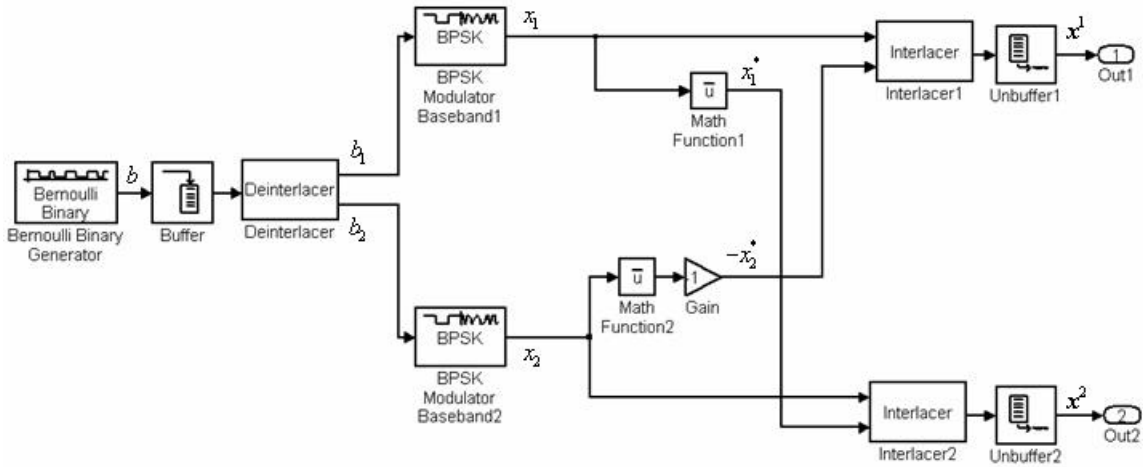 BPSK
x₁
BPSK
Modulator
Baseband1
Interlacer
Interlacer1
x¹
Unbuffer1
1
Out1
u̅
x₁*
Math
Function1
b
b₁
b₂
Bernoulli
Binary
Bernoulli Binary
Generator
Buffer
Deinterlacer
Deinterlacer
u̅
Math
Function2
-1
Gain
−x₂*
BPSK
x₂
BPSK
Modulator
Baseband2
Interlacer
Interlacer2
x²
Unbuffer2
2
Out2